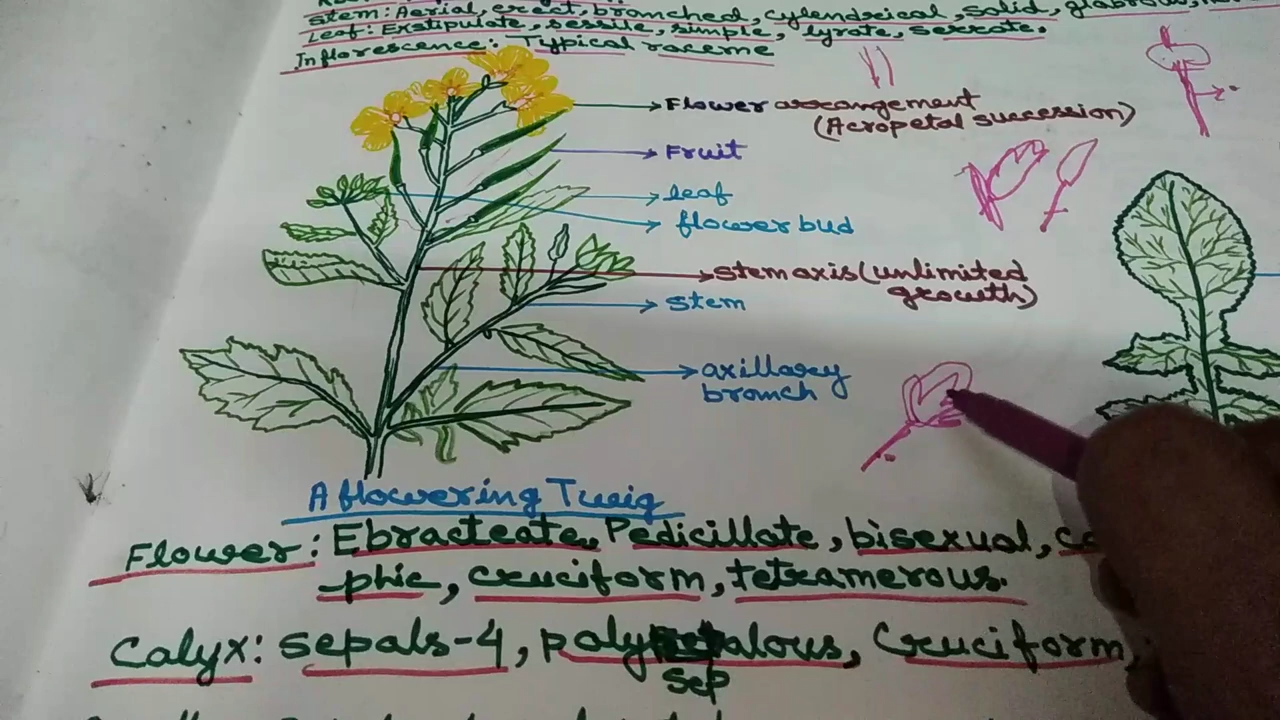 Stem: Aerial, erect, branched, cylendrical, solid, glabrous,
Leaf: Exstipulate, sessile, simple, lyrate, serrate.
Inflorescence: Typical raceme
Flower arrangement
(Acropetal succession)
Fruit
leaf
flower bud
stem axis (unlimited
growth)
stem
axillary
branch
A flowering Twig
Flower: Ebracteate, Pedicillate, bisexual,
-phic, cruciform, tetramerous.
Calyx: sepals-4, polysepalous, Cruciform,